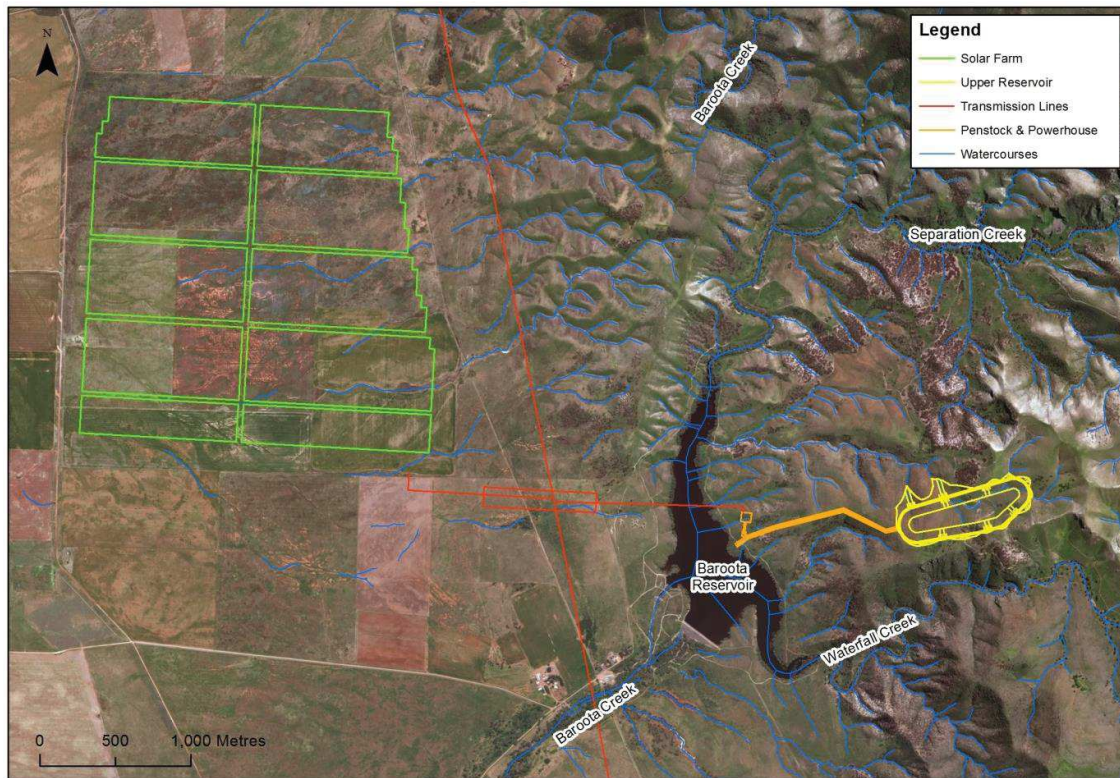 N
Legend
Solar Farm
Upper Reservoir
Transmission Lines
Penstock & Powerhouse
Watercourses
Baroota Creek
Separation Creek
Baroota
Reservoir
Waterfall Creek
Baroota Creek
0 500 1,000 Metres